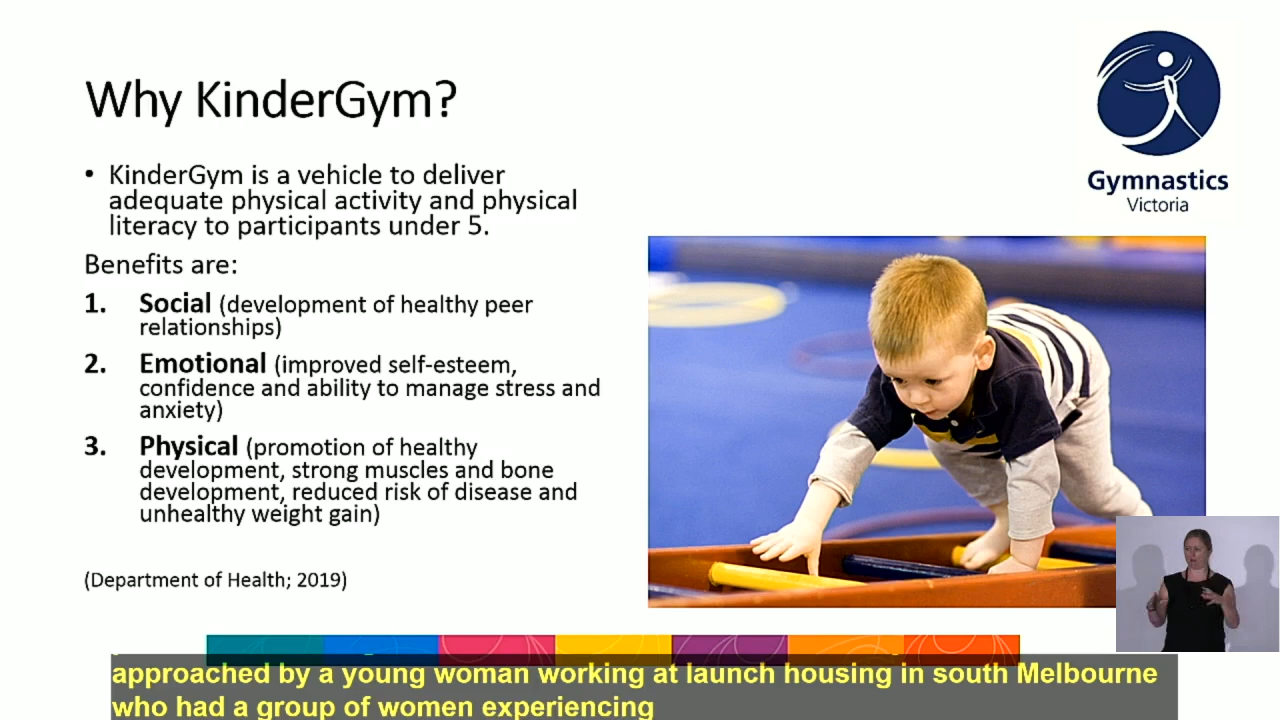 Why KinderGym?
Gymnastics
Victoria
• KinderGym is a vehicle to deliver
adequate physical activity and physical
literacy to participants under 5.
Benefits are:
1. Social (development of healthy peer
relationships)
2. Emotional (improved self-esteem,
confidence and ability to manage stress and
anxiety)
3. Physical (promotion of healthy
development, strong muscles and bone
development, reduced risk of disease and
unhealthy weight gain)
(Department of Health; 2019)
approached by a young woman working at launch housing in south Melbourne
who had a group of women experiencing